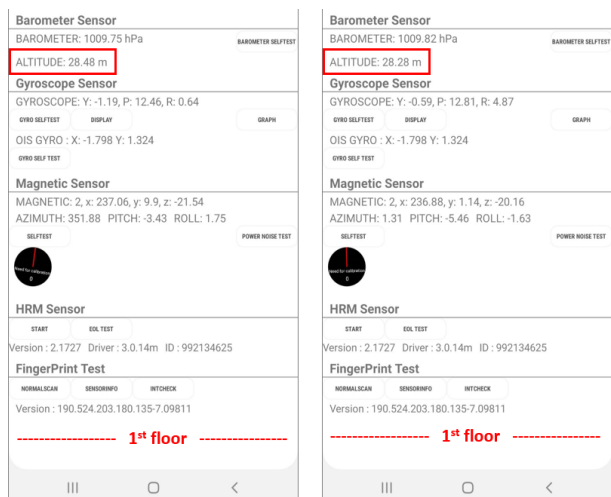 Barometer Sensor
BAROMETER: 1009.75 hPa
BAROMETER SELFTEST
ALTITUDE: 28.48 m
Gyroscope Sensor
GYROSCOPE: Y: -1.19, P: 12.46, R: 0.64
GYRO SELFTEST DISPLAY GRAPH
OIS GYRO : X: -1.798 Y: 1.324
GYRO SELF TEST
Magnetic Sensor
MAGNETIC: 2, x: 237.06, y: 9.9, z: -21.54
AZIMUTH: 351.88 PITCH: -3.43 ROLL: 1.75
SELFTEST POWER NOISE TEST
Need for calibration
0
HRM Sensor
START EOL TEST
Version : 2.1727 Driver : 3.0.14m ID : 992134625
FingerPrint Test
NORMALSCAN SENSORINFO INTCHECK
Version : 190.524.203.180.135-7.09811
1st floor
Barometer Sensor
BAROMETER: 1009.82 hPa
BAROMETER SELFTEST
ALTITUDE: 28.28 m
Gyroscope Sensor
GYROSCOPE: Y: -0.59, P: 12.81, R: 4.87
GYRO SELFTEST DISPLAY GRAPH
OIS GYRO : X: -1.798 Y: 1.324
GYRO SELF TEST
Magnetic Sensor
MAGNETIC: 2, x: 236.88, y: 1.14, z: -20.16
AZIMUTH: 1.31 PITCH: -5.46 ROLL: -1.63
SELFTEST POWER NOISE TEST
Need for calibration
0
HRM Sensor
START EOL TEST
Version : 2.1727 Driver : 3.0.14m ID : 992134625
FingerPrint Test
NORMALSCAN SENSORINFO INTCHECK
Version : 190.524.203.180.135-7.09811
1st floor